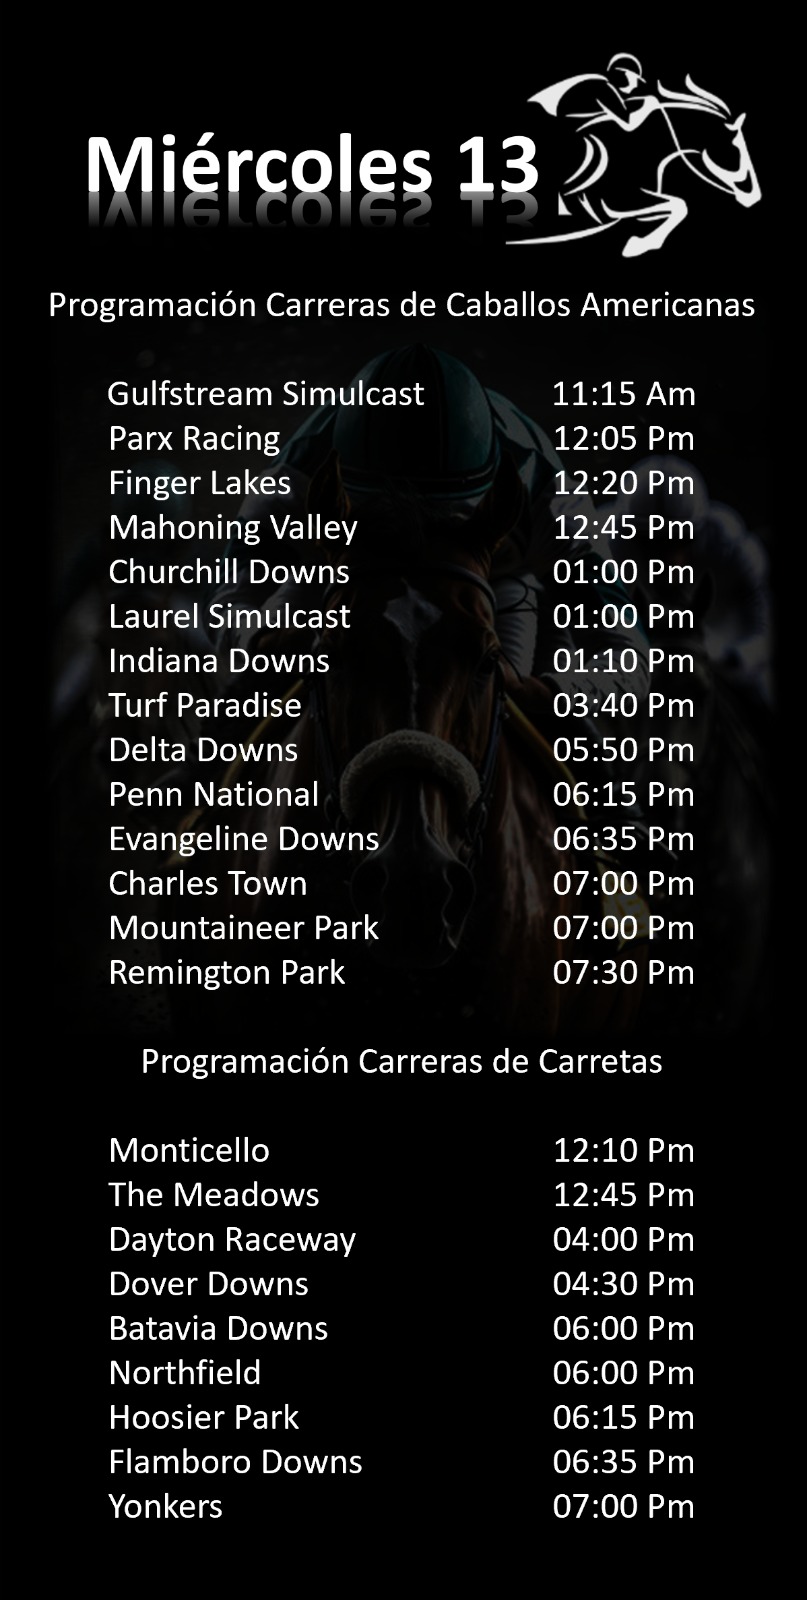 Miércoles 13
Programación Carreras de Caballos Americanas
Gulfstream Simulcast 11:15 Am
Parx Racing 12:05 Pm
Finger Lakes 12:20 Pm
Mahoning Valley 12:45 Pm
Churchill Downs 01:00 Pm
Laurel Simulcast 01:00 Pm
Indiana Downs 01:10 Pm
Turf Paradise 03:40 Pm
Delta Downs 05:50 Pm
Penn National 06:15 Pm
Evangeline Downs 06:35 Pm
Charles Town 07:00 Pm
Mountaineer Park 07:00 Pm
Remington Park 07:30 Pm
Programación Carreras de Carretas
Monticello 12:10 Pm
The Meadows 12:45 Pm
Dayton Raceway 04:00 Pm
Dover Downs 04:30 Pm
Batavia Downs 06:00 Pm
Northfield 06:00 Pm
Hoosier Park 06:15 Pm
Flamboro Downs 06:35 Pm
Yonkers 07:00 Pm